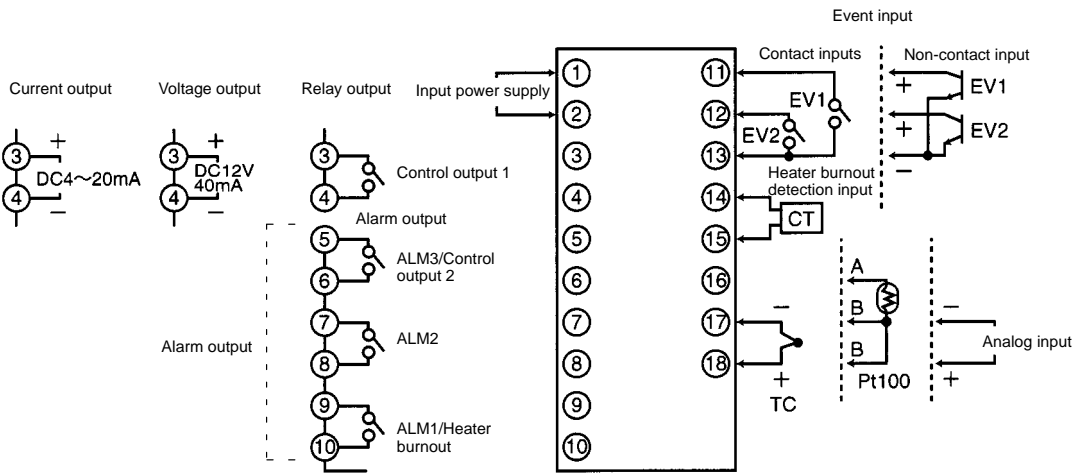 Event input
Contact inputs
Non-contact input
Current output
Voltage output
Relay output
Input power supply
1
2
3
4
5
6
7
8
9
10
11
12
13
14
15
16
17
18
EV1
EV2
+
EV1
+
EV2
−
3
+
DC4〜20mA
4
−
3
+
DC12V
40mA
4
−
3
4
Control output 1
Alarm output
5
6
ALM3/Control
output 2
7
8
ALM2
Alarm output
9
10
ALM1/Heater
burnout
Heater burnout
detection input
CT
−
+
TC
A
B
B
Pt100
−
Analog input
+